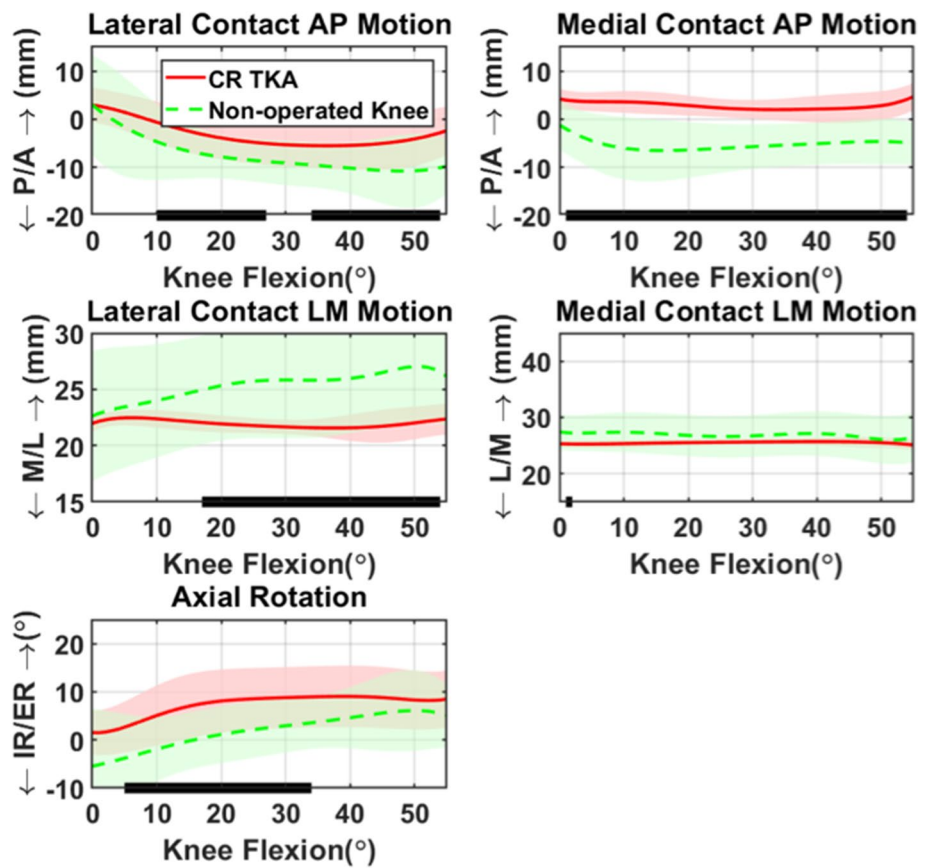 Lateral Contact AP Motion
← P/A → (mm)
10
0
-10
-20
CR TKA
Non-operated Knee
0 10 20 30 40 50
Knee Flexion(°)
Medial Contact AP Motion
← P/A → (mm)
10
0
-10
-20
0 10 20 30 40 50
Knee Flexion(°)
Lateral Contact LM Motion
← M/L → (mm)
30
25
20
15
0 10 20 30 40 50
Knee Flexion(°)
Medial Contact LM Motion
← L/M → (mm)
40
30
20
0 10 20 30 40 50
Knee Flexion(°)
Axial Rotation
← IR/ER →(°)
20
10
0
-10
0 10 20 30 40 50
Knee Flexion(°)